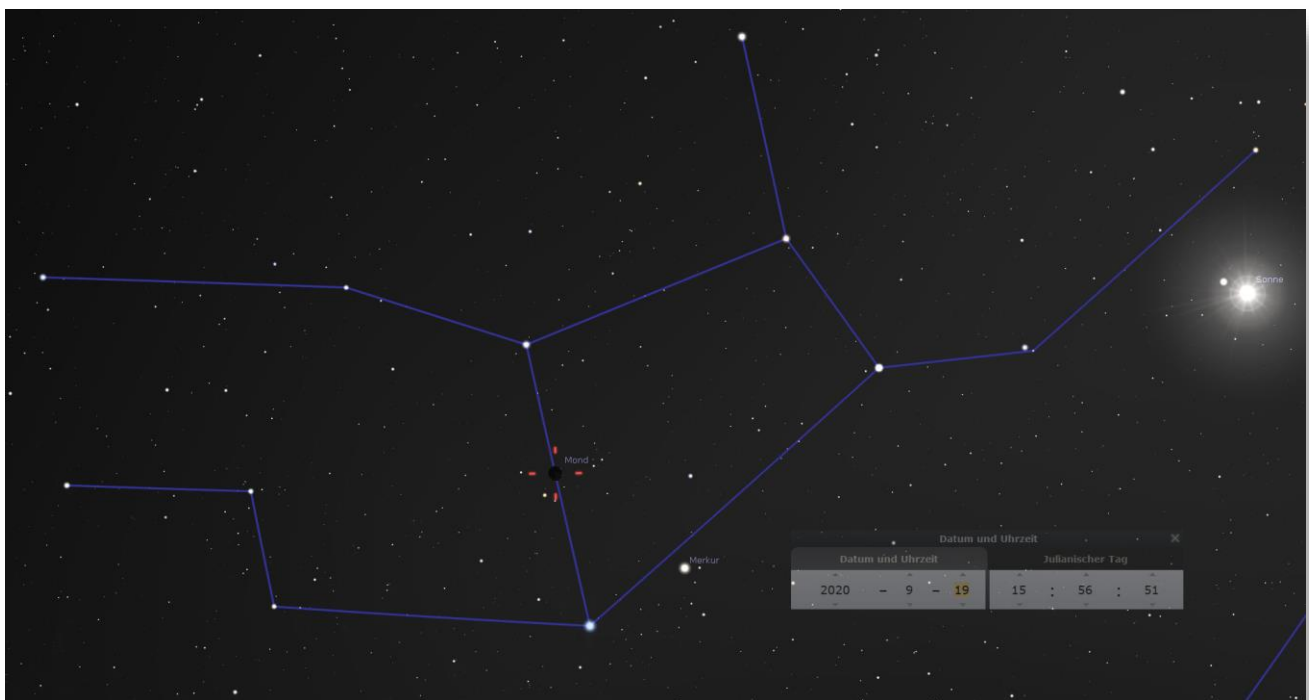 Sonne
Mond
Merkur
Datum und Uhrzeit
Datum und Uhrzeit Julianischer Tag
2020 - 9 - 19 15 : 56 : 51